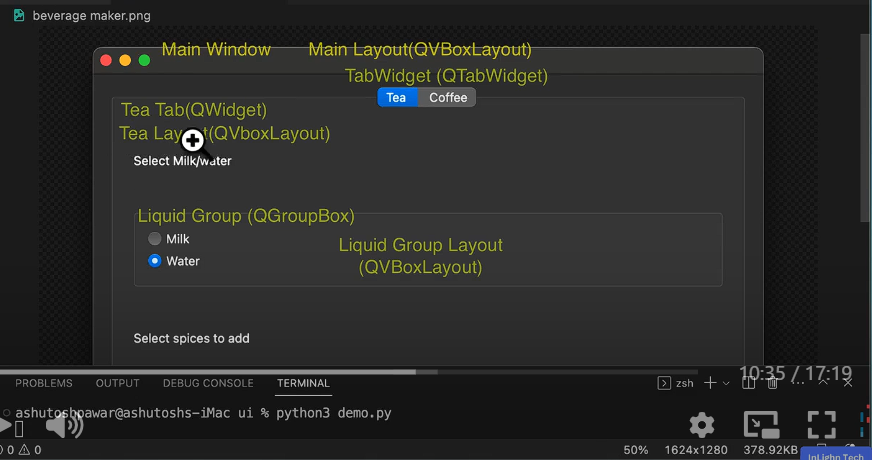 beverage maker.png
Main Window Main Layout(QVBoxLayout)
TabWidget (QTabWidget)
Tea Coffee
Tea Tab(QWidget)
Tea Layout(QVboxLayout)
Select Milk/water
Liquid Group (QGroupBox)
Milk
Liquid Group Layout
Water
(QVBoxLayout)
Select spices to add
10:35 / 17:19
PROBLEMS OUTPUT DEBUG CONSOLE TERMINAL zsh
ashutoshpawar@ashutoshs-iMac ui % python3 demo.py
0 0 50% 1624x1280 378.92KB
InLighn Tech